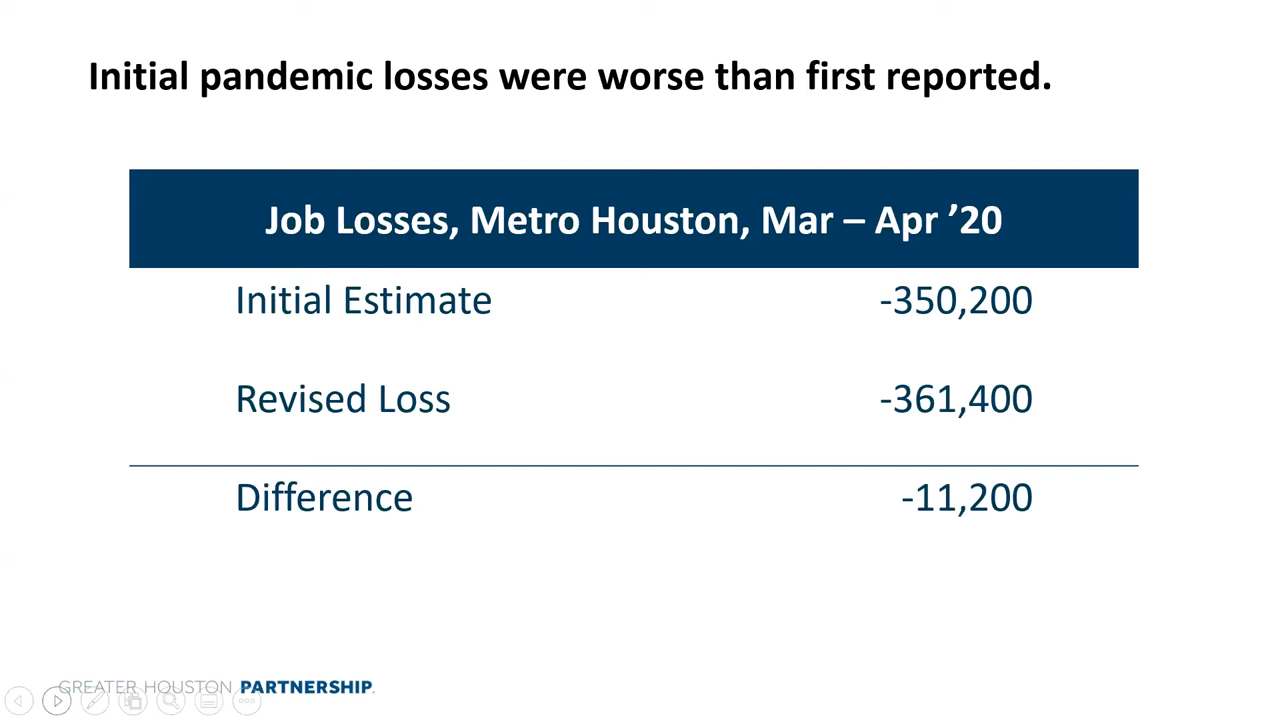 Initial pandemic losses were worse than first reported.
Job Losses, Metro Houston, Mar – Apr ’20
Initial Estimate -350,200
Revised Loss -361,400
Difference -11,200
GREATER HOUSTON PARTNERSHIP.